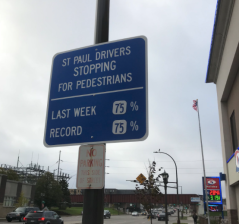 ST PAUL DRIVERS
STOPPING
FOR PEDESTRIANS
LAST WEEK 75 %
RECORD 75 %